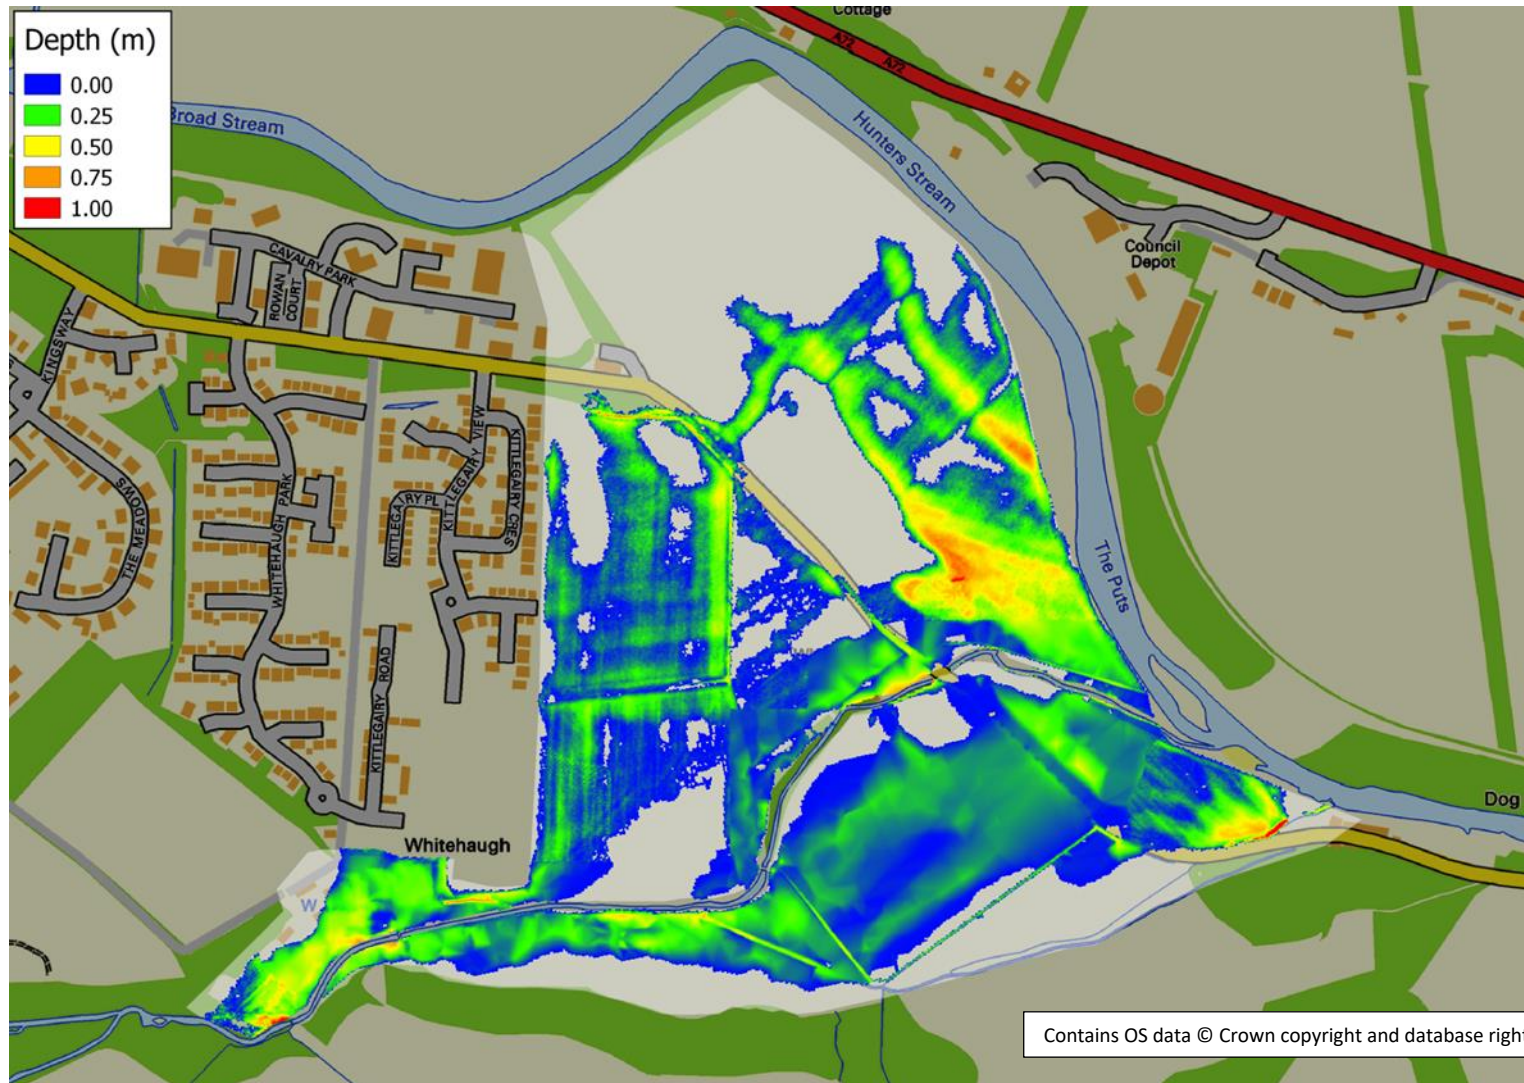 Cottage
Depth (m)
0.00
0.25
0.50
0.75
1.00
A72
A72
Broad Stream
Hunters Stream
Council
Depot
CAVALRY PARK
ROWAN
COURT
KINGSWAY
THE MEADOWS
WHITEHAUGH PARK
KITTLEGAIRY VIEW
KITTLEGAIRY CRES
KITTLEGAIRY PL
KITTLEGAIRY ROAD
The Puts
Dog
Whitehaugh
W
Contains OS data © Crown copyright and database right